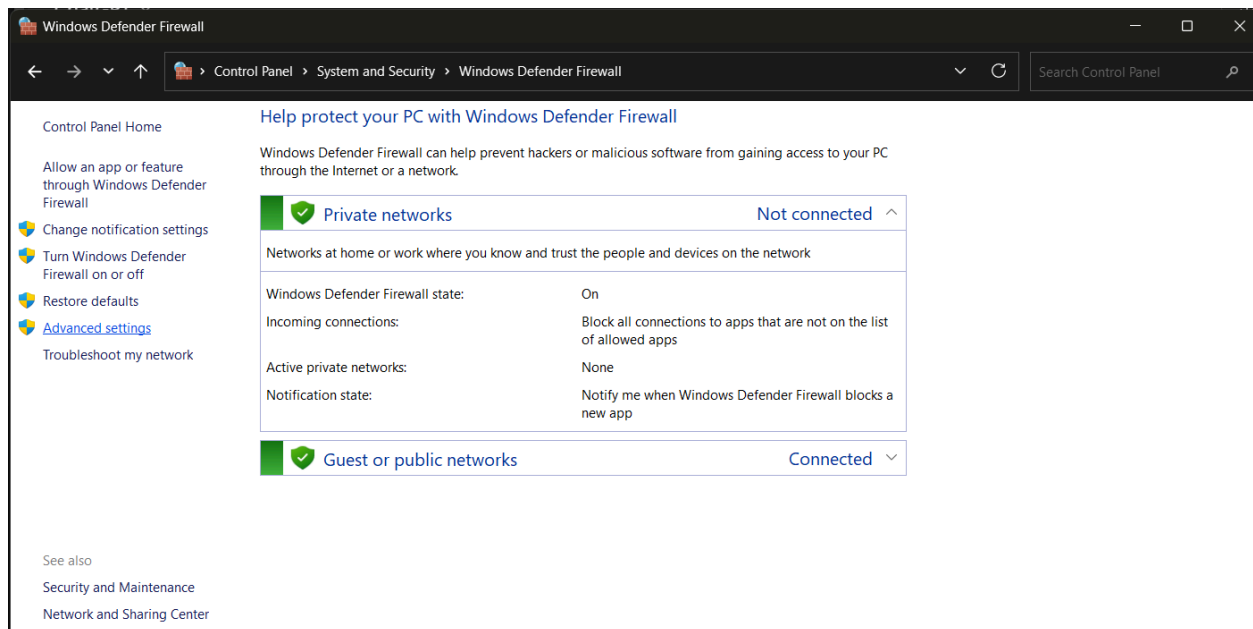 Windows Defender Firewall
Control Panel › System and Security › Windows Defender Firewall
Search Control Panel
Control Panel Home
Allow an app or feature
through Windows Defender
Firewall
Change notification settings
Turn Windows Defender
Firewall on or off
Restore defaults
Advanced settings
Troubleshoot my network
See also
Security and Maintenance
Network and Sharing Center
Help protect your PC with Windows Defender Firewall
Windows Defender Firewall can help prevent hackers or malicious software from gaining access to your PC
through the Internet or a network.
Private networks Not connected
Networks at home or work where you know and trust the people and devices on the network
Windows Defender Firewall state: On
Incoming connections: Block all connections to apps that are not on the list
of allowed apps
Active private networks: None
Notification state: Notify me when Windows Defender Firewall blocks a
new app
Guest or public networks Connected